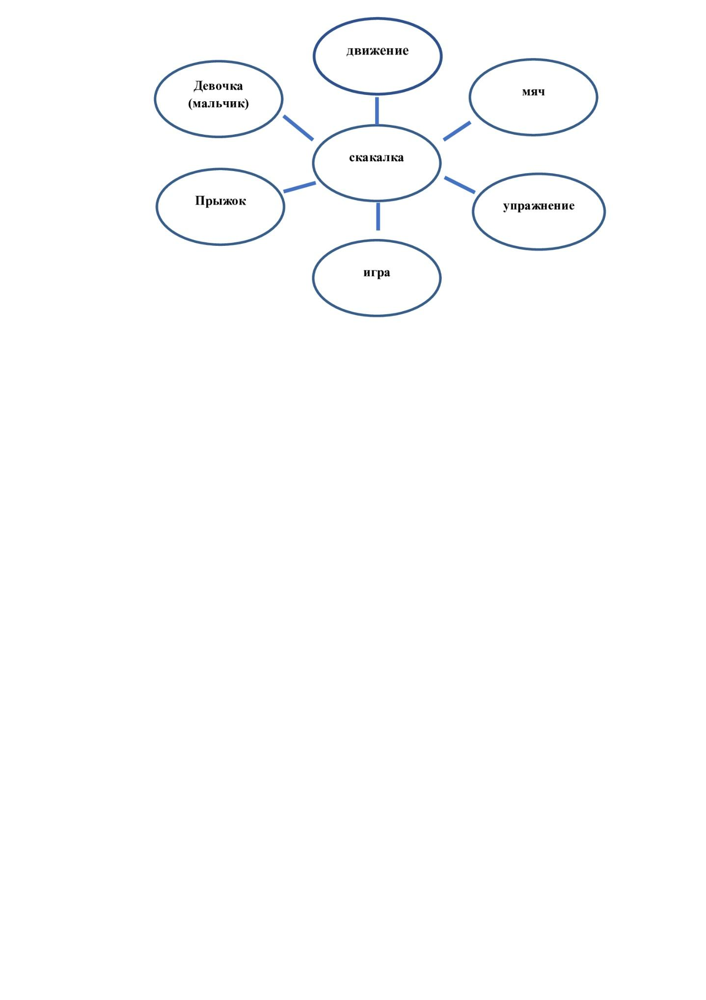 движение
Девочка
(мальчик)
мяч
скакалка
Прыжок
упражнение
игра